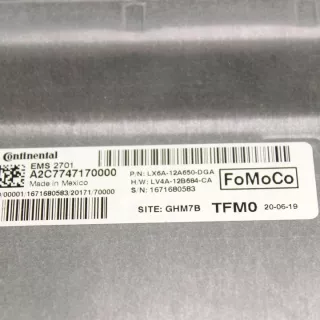 Continental
EMS 2701
A2C7747170000
Made in Mexico
00001:1671680583/20171/70000
P/N: LX6A-12A650-DGA
H/W: LV4A-12B684-CA
S/N: 1671680583
FoMoCo
SITE: GHM7B TFM0 20-06-19